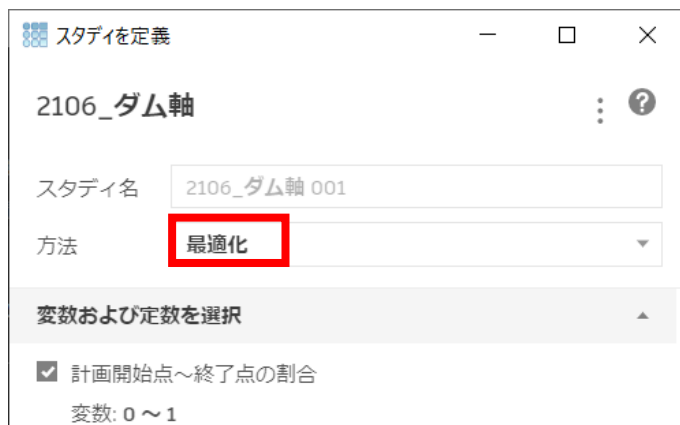 スタディを定義
2106_ダム軸
スタディ名 2106_ダム軸 001
方法 最適化
変数および定数を選択
計画開始点～終了点の割合
変数: 0 ～ 1